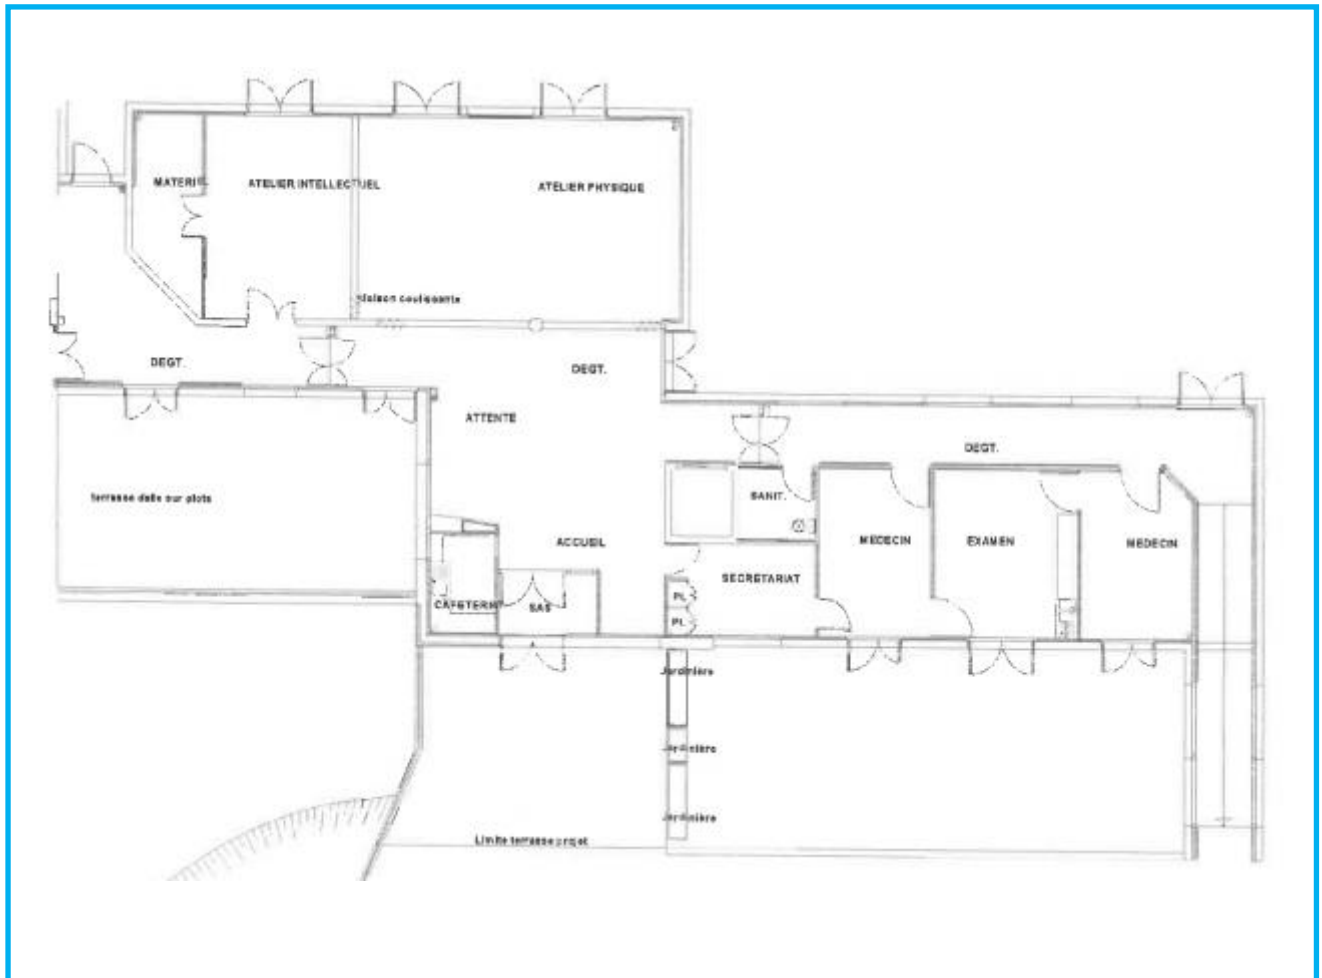 MATERIEL
ATELIER INTELLECTUEL
ATELIER PHYSIQUE
cloison coulissante
DEGT.
DEGT.
ATTENTE
DEGT.
terrasse dalle sur plots
SANIT.
ACCUEIL
MEDECIN
EXAMEN
MEDECIN
SECRETARIAT
PL
CAFETERIA
SAS
PL
Jardinière
Jardinière
Jardinière
Limite terrasse projet